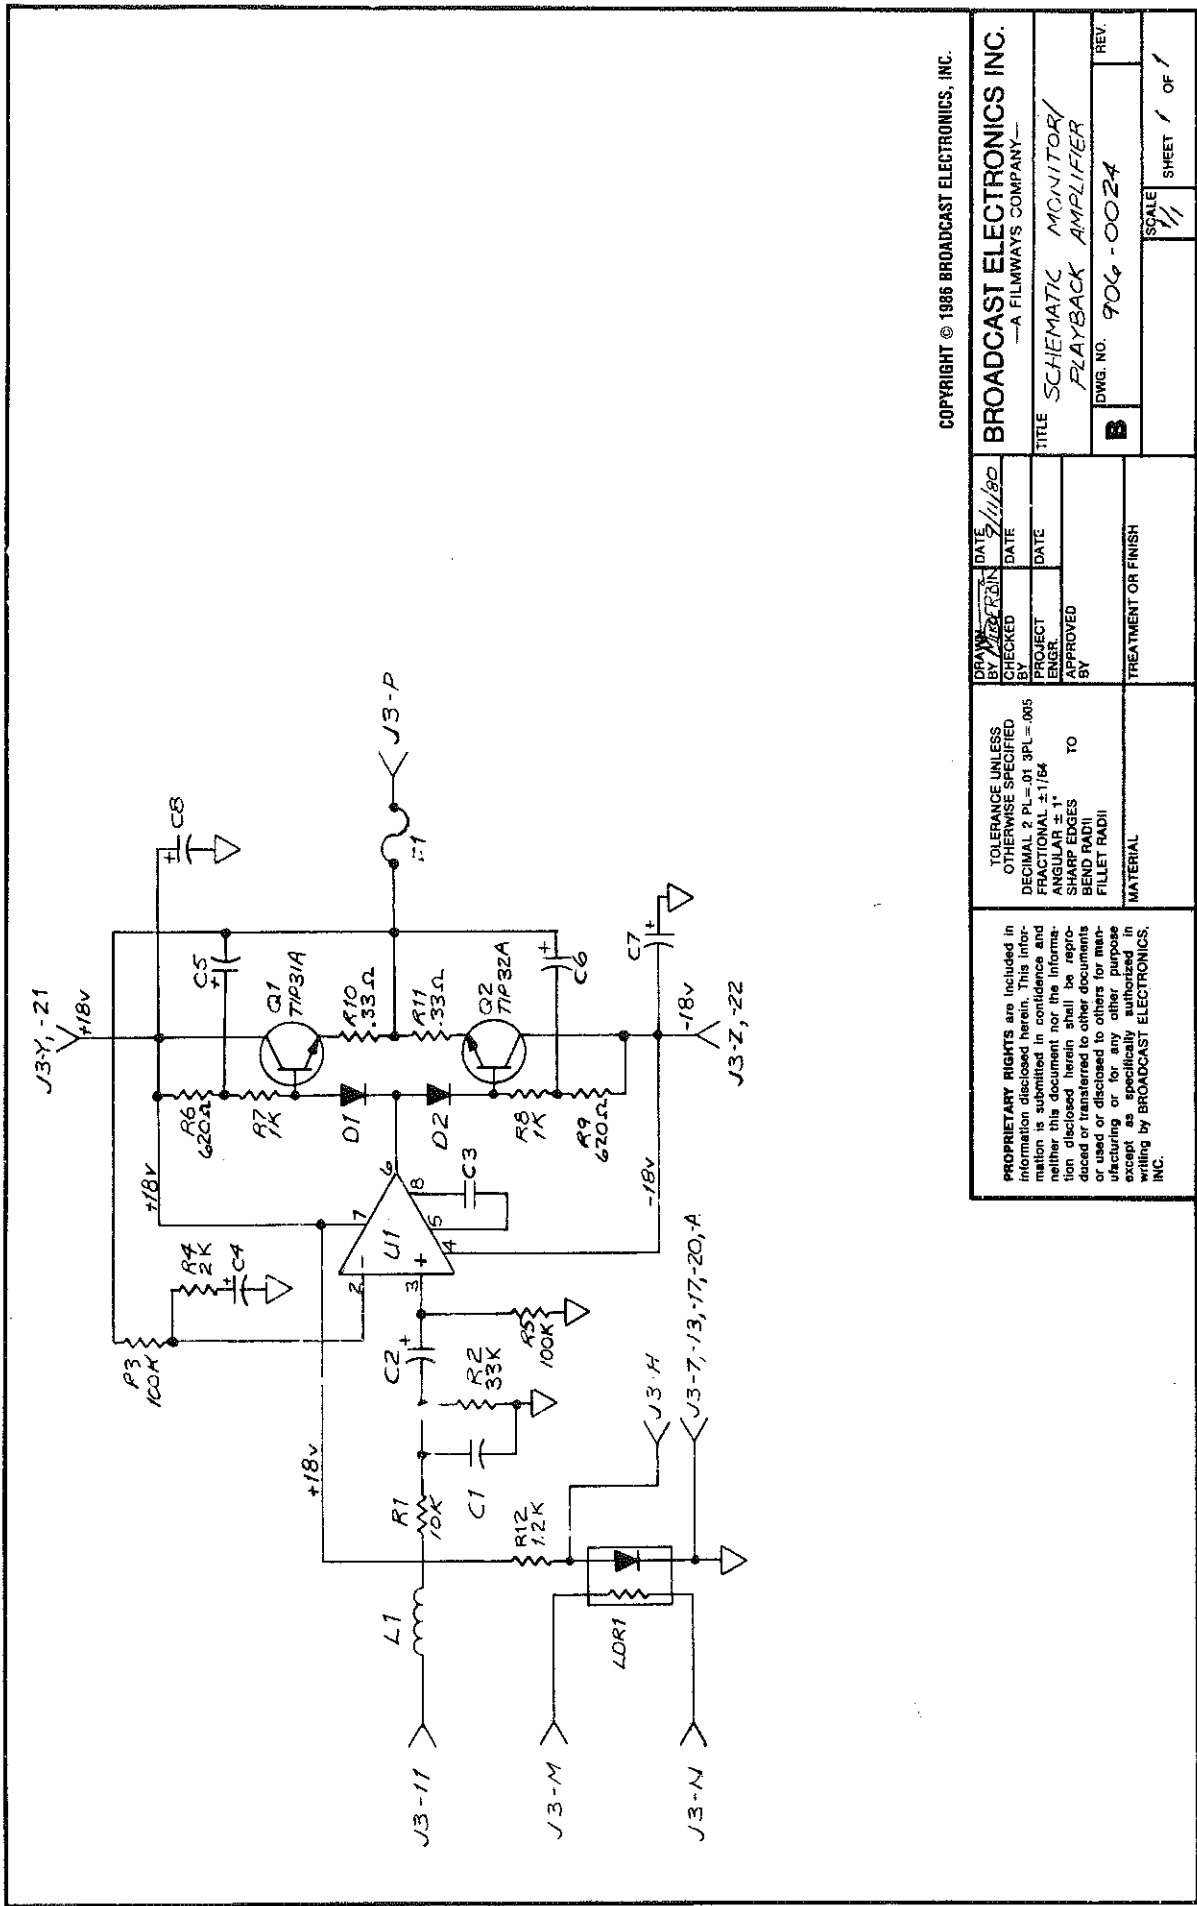 J3-Y, -21
+18v
+18v
R3
100K
R4
2K
+
C4
R6
620Ω
R7
1K
C5
+
Q1
TIP31A
+
C8
D1
R10
.33Ω
+18v
L1
R1
10K
C1
C2
+
R2
33K
R5
100K
2
3
-
+
U1
7
6
8
5
4
C3
D2
R11
.33Ω
J3-P
Q2
TIP32A
R8
1K
R9
620Ω
+
C6
C7
+
-18v
-18v
J3-Z, -22
J3-11
J3-M
J3-N
LDR1
R12
1.2K
J3-H
J3-7,-13,-17,-20,-A
COPYRIGHT © 1986 BROADCAST ELECTRONICS, INC.
PROPRIETARY RIGHTS are included in
information disclosed herein. This infor-
mation is submitted in confidence and
neither this document nor the informa-
tion disclosed herein shall be repro-
duced or transferred to other documents
or used or disclosed to others for man-
ufacturing or for any other purpose
except as specifically authorized in
writing by BROADCAST ELECTRONICS,
INC.
TOLERANCE UNLESS
OTHERWISE SPECIFIED
DECIMAL 2 PL=.01 3PL=.005
FRACTIONAL ±1/64
ANGULAR ± 1°
SHARP EDGES TO
BEND RADII
FILLET RADII
MATERIAL
DRAWN BY
DATE 9/11/80
CHECKED BY
DATE
PROJECT ENGR.
DATE
APPROVED BY
TREATMENT OR FINISH
BROADCAST ELECTRONICS INC.
—A FILMWAYS COMPANY—
TITLE SCHEMATIC MONITOR/
PLAYBACK AMPLIFIER
B
DWG. NO. 906-0024
REV.
SCALE 1/1
SHEET 1 OF 1